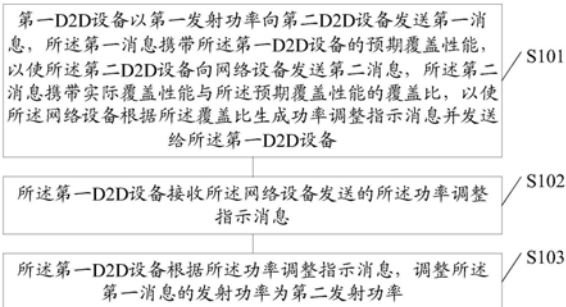 第一D2D设备以第一发射功率向第二D2D设备发送第一消
息，所述第一消息携带所述第一D2D设备的预期覆盖性能，
以使所述第二D2D设备向网络设备发送第二消息，所述第二
消息携带实际覆盖性能与所述预期覆盖性能的覆盖比，以使
所述网络设备根据所述覆盖比生成功率调整指示消息并发送
给所述第一D2D设备
S101
所述第一D2D设备接收所述网络设备发送的所述功率调整
指示消息
S102
所述第一D2D设备根据所述功率调整指示消息，调整所述
第一消息的发射功率为第二发射功率
S103